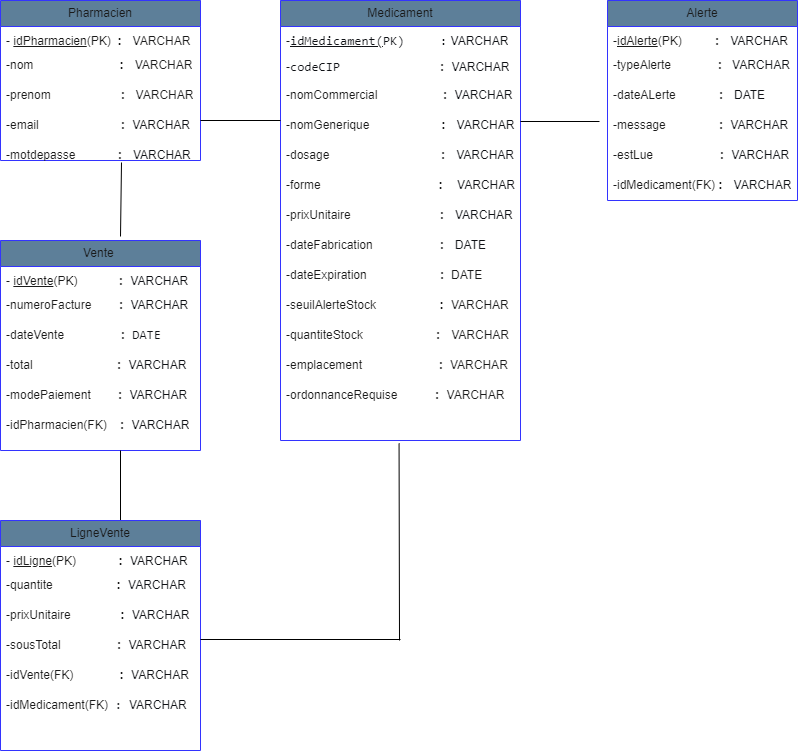 Pharmacien
- idPharmacien(PK) : VARCHAR
-nom : VARCHAR
-prenom : VARCHAR
-email : VARCHAR
-motdepasse : VARCHAR
Medicament
-idMedicament(PK) : VARCHAR
-codeCIP : VARCHAR
-nomCommercial : VARCHAR
-nomGenerique : VARCHAR
-dosage : VARCHAR
-forme : VARCHAR
-prixUnitaire : VARCHAR
-dateFabrication : DATE
-dateExpiration : DATE
-seuilAlerteStock : VARCHAR
-quantiteStock : VARCHAR
-emplacement : VARCHAR
-ordonnanceRequise : VARCHAR
Alerte
-idAlerte(PK) : VARCHAR
-typeAlerte : VARCHAR
-dateALerte : DATE
-message : VARCHAR
-estLue : VARCHAR
-idMedicament(FK) : VARCHAR
Vente
- idVente(PK) : VARCHAR
-numeroFacture : VARCHAR
-dateVente : DATE
-total : VARCHAR
-modePaiement : VARCHAR
-idPharmacien(FK) : VARCHAR
LigneVente
- idLigne(PK) : VARCHAR
-quantite : VARCHAR
-prixUnitaire : VARCHAR
-sousTotal : VARCHAR
-idVente(FK) : VARCHAR
-idMedicament(FK) : VARCHAR